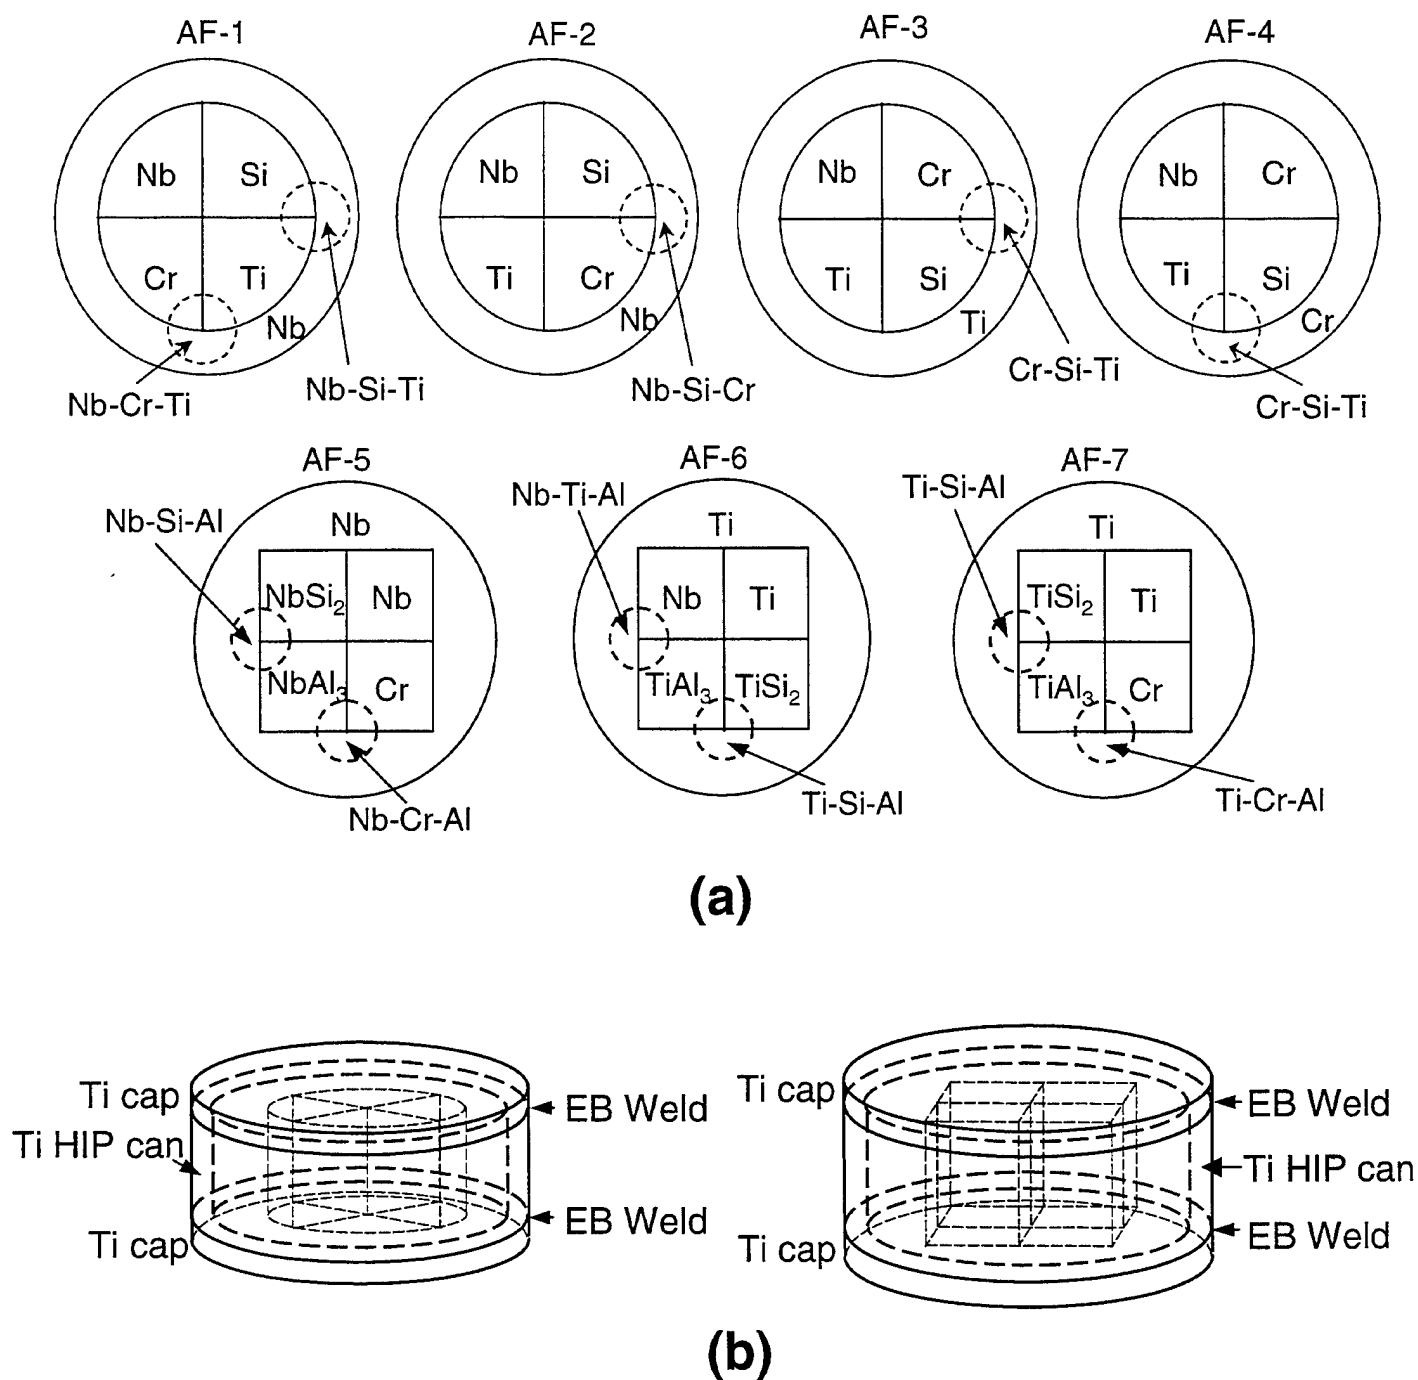 AF-1
AF-2
AF-3
AF-4
Nb Si
Cr Ti
Nb
Nb-Cr-Ti
Nb-Si-Ti
Nb Si
Ti Cr
Nb
Nb-Si-Cr
Nb Cr
Ti Si
Ti
Cr-Si-Ti
Nb Cr
Ti Si
Cr
Cr-Si-Ti
AF-5
AF-6
AF-7
Nb-Si-Al
Nb
NbSi2 Nb
NbAl3 Cr
Nb-Cr-Al
Nb-Ti-Al
Ti
Nb Ti
TiAl3 TiSi2
Ti-Si-Al
Ti-Si-Al
Ti
TiSi2 Ti
TiAl3 Cr
Ti-Cr-Al
(a)
Ti cap
Ti HIP can
Ti cap
EB Weld
EB Weld
Ti cap
Ti cap
EB Weld
Ti HIP can
EB Weld
(b)